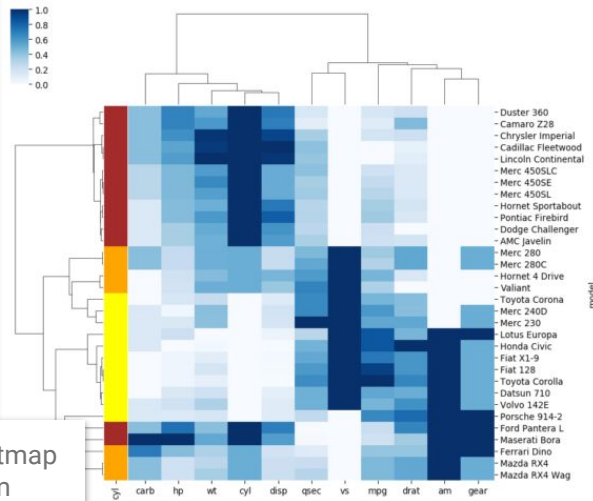 1.0
0.8
0.6
0.4
0.2
0.0
Duster 360
Camaro Z28
Chrysler Imperial
Cadillac Fleetwood
Lincoln Continental
Merc 450SLC
Merc 450SE
Merc 450SL
Hornet Sportabout
Pontiac Firebird
Dodge Challenger
AMC Javelin
Merc 280
Merc 280C
Hornet 4 Drive
Valiant
Toyota Corona
Merc 240D
Merc 230
Lotus Europa
Honda Civic
Fiat X1-9
Fiat 128
Toyota Corolla
Datsun 710
Volvo 142E
Porsche 914-2
Ford Pantera L
Maserati Bora
Ferrari Dino
Mazda RX4
Mazda RX4 Wag
model
cyl
carb hp wt cyl disp qsec vs mpg drat am gear